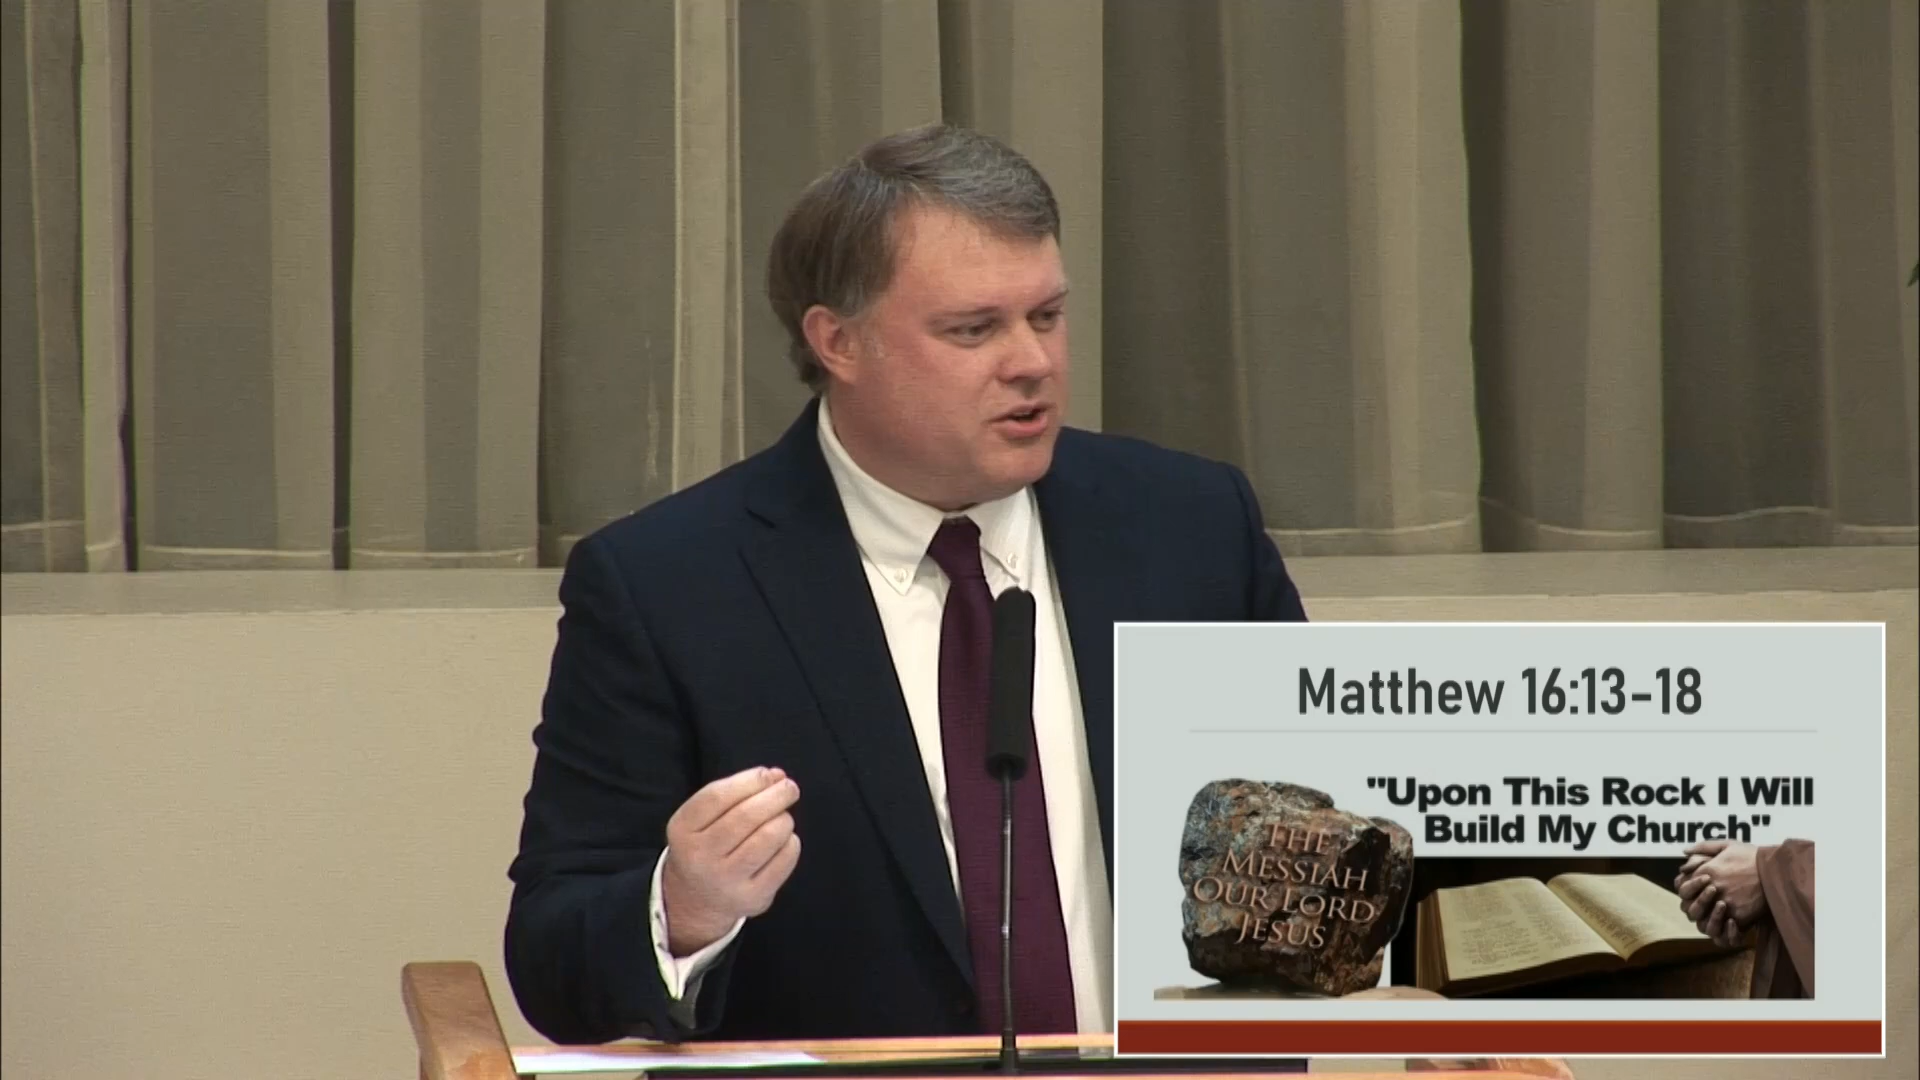 Matthew 16:13-18
"Upon This Rock I Will
Build My Church"
THE
MESSIAH
OUR LORD
JESUS